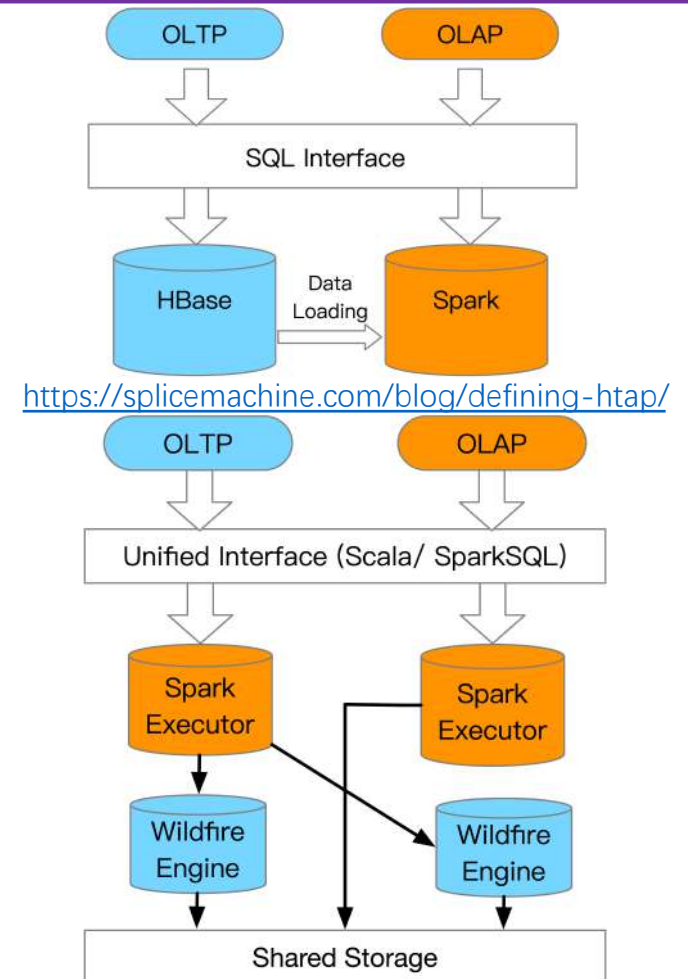 OLTP
OLAP
SQL Interface
HBase
Data
Loading
Spark
https://splicemachine.com/blog/defining-htap/
OLTP
OLAP
Unified Interface (Scala/ SparkSQL)
Spark
Executor
Spark
Executor
Wildfire
Engine
Wildfire
Engine
Shared Storage